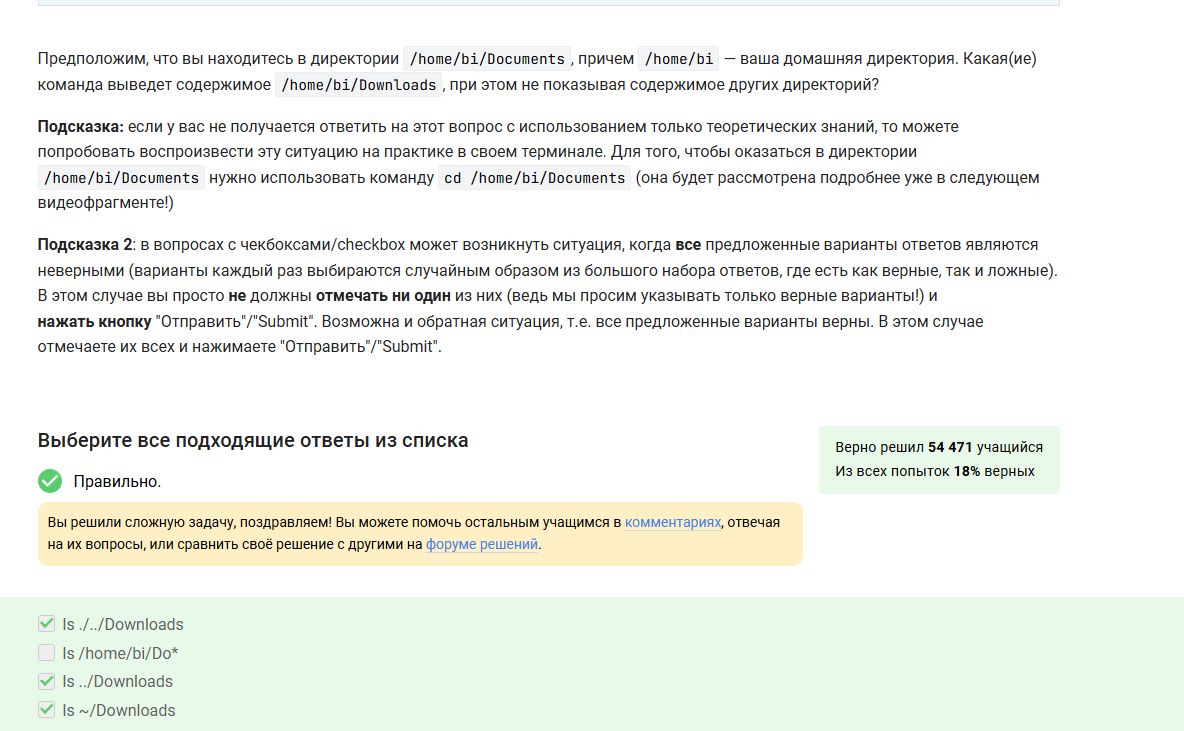 Предположим, что вы находитесь в директории /home/bi/Documents , причем /home/bi — ваша домашняя директория. Какая(ие)
команда выведет содержимое /home/bi/Downloads , при этом не показывая содержимое других директорий?
Подсказка: если у вас не получается ответить на этот вопрос с использованием только теоретических знаний, то можете
попробовать воспроизвести эту ситуацию на практике в своем терминале. Для того, чтобы оказаться в директории
/home/bi/Documents нужно использовать команду cd /home/bi/Documents (она будет рассмотрена подробнее уже в следующем
видеофрагменте!)
Подсказка 2: в вопросах с чекбоксами/checkbox может возникнуть ситуация, когда все предложенные варианты ответов являются
неверными (варианты каждый раз выбираются случайным образом из большого набора ответов, где есть как верные, так и ложные).
В этом случае вы просто не должны отмечать ни один из них (ведь мы просим указывать только верные варианты!) и
нажать кнопку "Отправить"/"Submit". Возможна и обратная ситуация, т.е. все предложенные варианты верны. В этом случае
отмечаете их всех и нажимаете "Отправить"/"Submit".
Выберите все подходящие ответы из списка
Верно решил 54 471 учащийся
Из всех попыток 18% верных
Правильно.
Вы решили сложную задачу, поздравляем! Вы можете помочь остальным учащимся в комментариях, отвечая
на их вопросы, или сравнить своё решение с другими на форуме решений.
ls ./../Downloads
ls /home/bi/Do*
ls ../Downloads
ls ~/Downloads